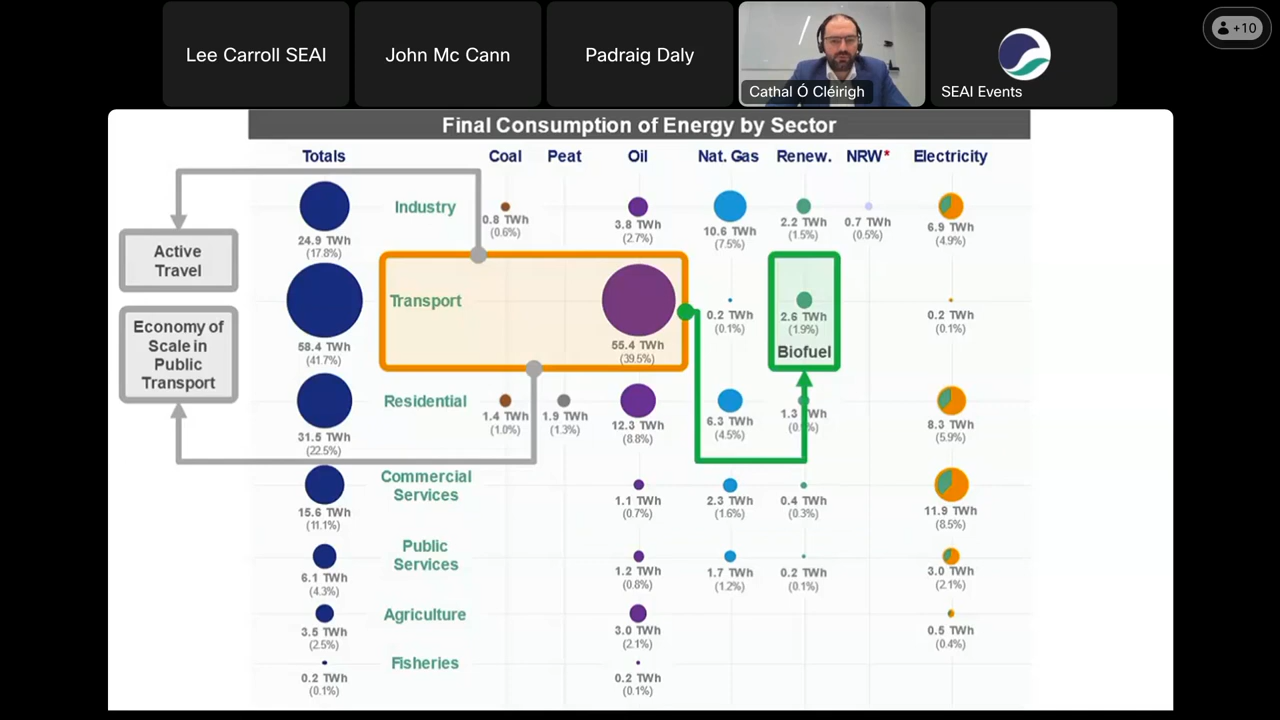 Lee Carroll SEAI
John Mc Cann
Padraig Daly
Cathal Ó Cléirigh
SEAI Events
+10
Final Consumption of Energy by Sector
Totals
Coal
Peat
Oil
Nat. Gas
Renew.
NRW*
Electricity
Industry
24.9 TWh
(17.8%)
0.8 TWh
(0.6%)
3.8 TWh
(2.7%)
10.6 TWh
(7.5%)
2.2 TWh
(1.5%)
0.7 TWh
(0.5%)
6.9 TWh
(4.9%)
Active
Travel
Economy of
Scale in
Public
Transport
Transport
58.4 TWh
(41.7%)
55.4 TWh
(39.5%)
0.2 TWh
(0.1%)
2.6 TWh
(1.9%)
Biofuel
0.2 TWh
(0.1%)
Residential
31.5 TWh
(22.5%)
1.4 TWh
(1.0%)
1.9 TWh
(1.3%)
12.3 TWh
(8.8%)
6.3 TWh
(4.5%)
1.3 TWh
8.3 TWh
(5.9%)
Commercial
Services
15.6 TWh
(11.1%)
1.1 TWh
(0.7%)
2.3 TWh
(1.6%)
0.4 TWh
(0.3%)
11.9 TWh
(8.5%)
Public
Services
6.1 TWh
(4.3%)
1.2 TWh
(0.8%)
1.7 TWh
(1.2%)
0.2 TWh
(0.1%)
3.0 TWh
(2.1%)
Agriculture
3.5 TWh
(2.5%)
3.0 TWh
(2.1%)
0.5 TWh
(0.4%)
Fisheries
0.2 TWh
(0.1%)
0.2 TWh
(0.1%)